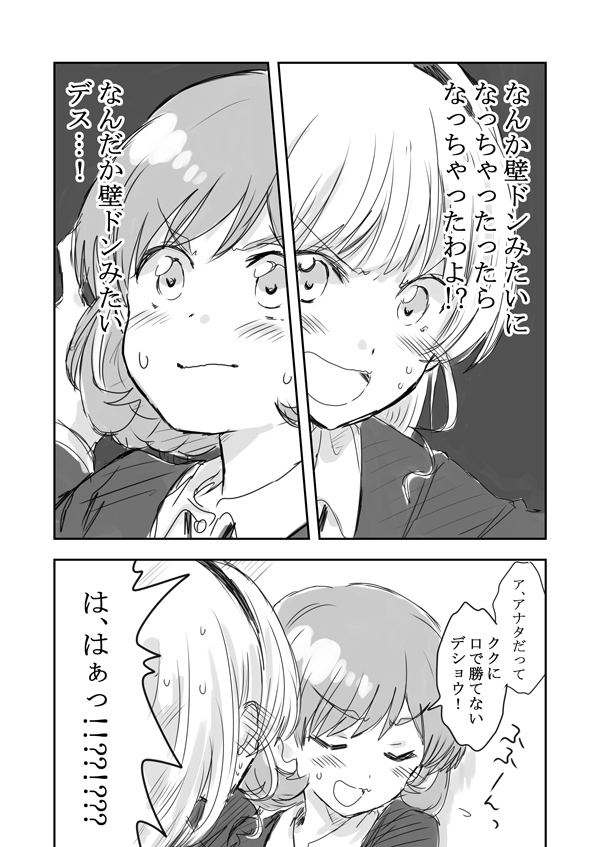 なんか壁ドンみたいに
なっちゃったったら
なっちゃったわよ!?
なんだか壁ドンみたい
デス…!
ア、アナタだって
ククに
口で勝てない
デショウ!
ふふーんっ
は、はぁっ!!??!???